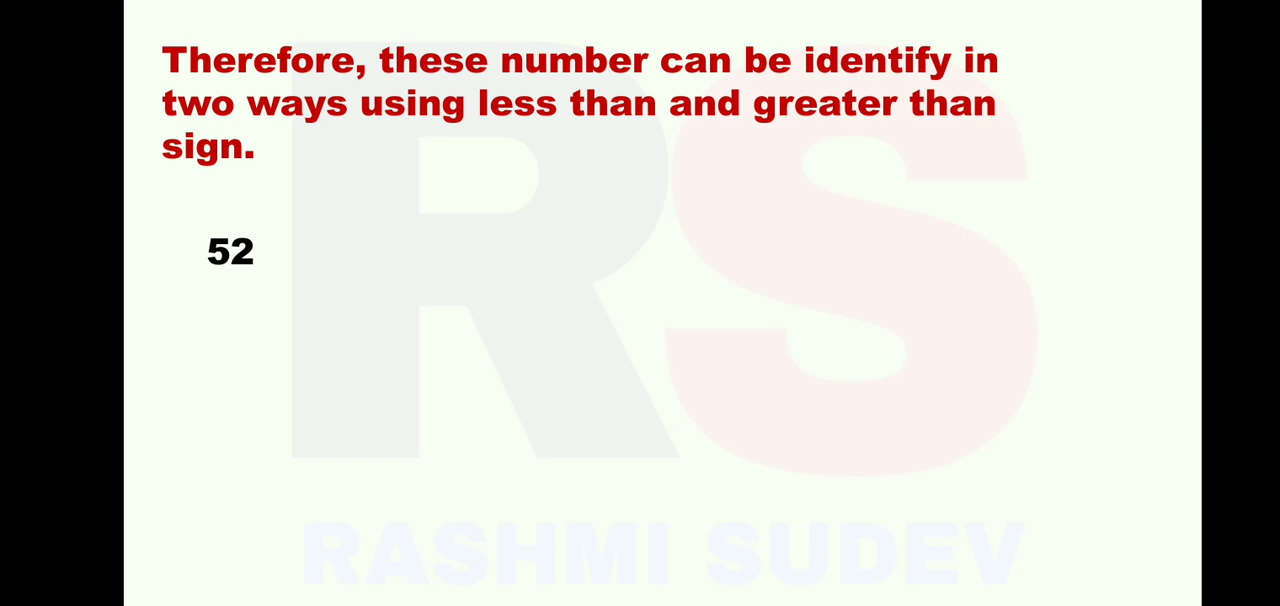 Therefore, these number can be identify in
two ways using less than and greater than
sign.
52
RS
RASHMI SUDEV